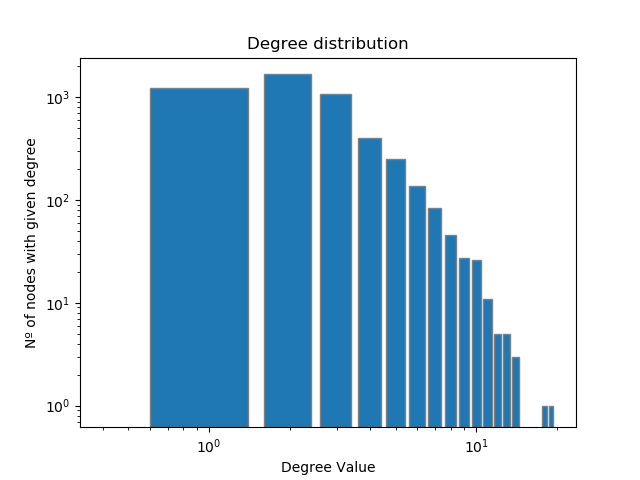 Degree distribution
Nº of nodes with given degree
10³
10²
10¹
10⁰
10⁰ 10¹
Degree Value